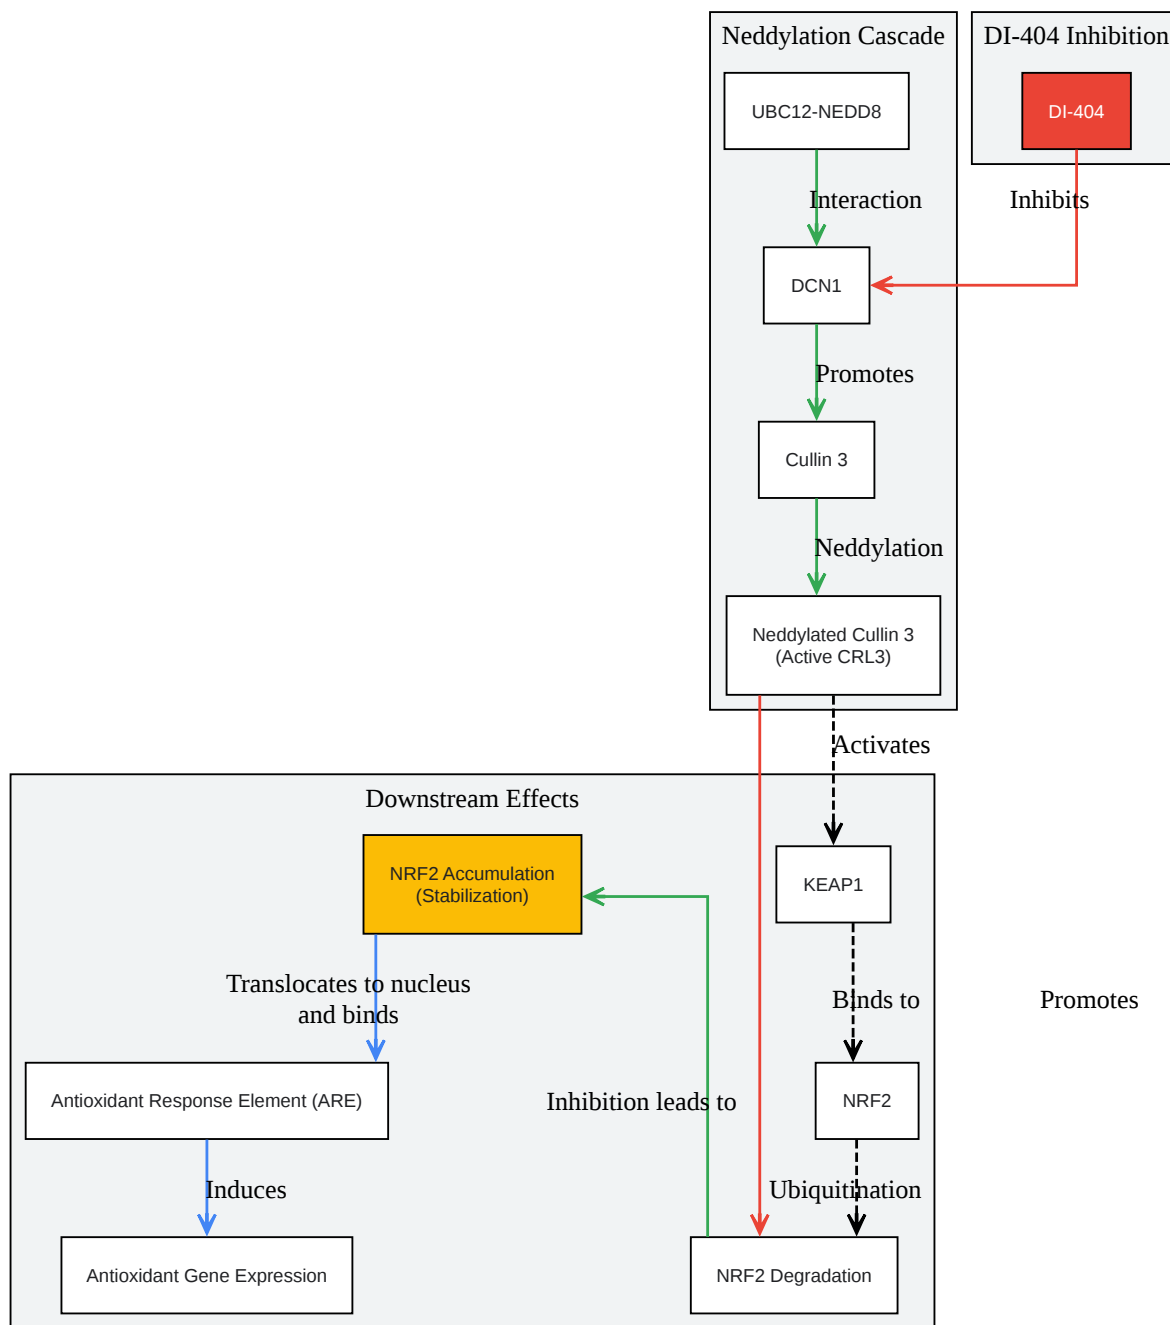 Neddylation Cascade
DI-404 Inhibition
UBC12-NEDD8
DI-404
Interaction
Inhibits
DCN1
Promotes
Cullin 3
Neddylation
Neddylated Cullin 3
(Active CRL3)
Activates
Downstream Effects
NRF2 Accumulation
(Stabilization)
KEAP1
Translocates to nucleus
and binds
Binds to
Promotes
Antioxidant Response Element (ARE)
Inhibition leads to
NRF2
Induces
Ubiquitination
Antioxidant Gene Expression
NRF2 Degradation